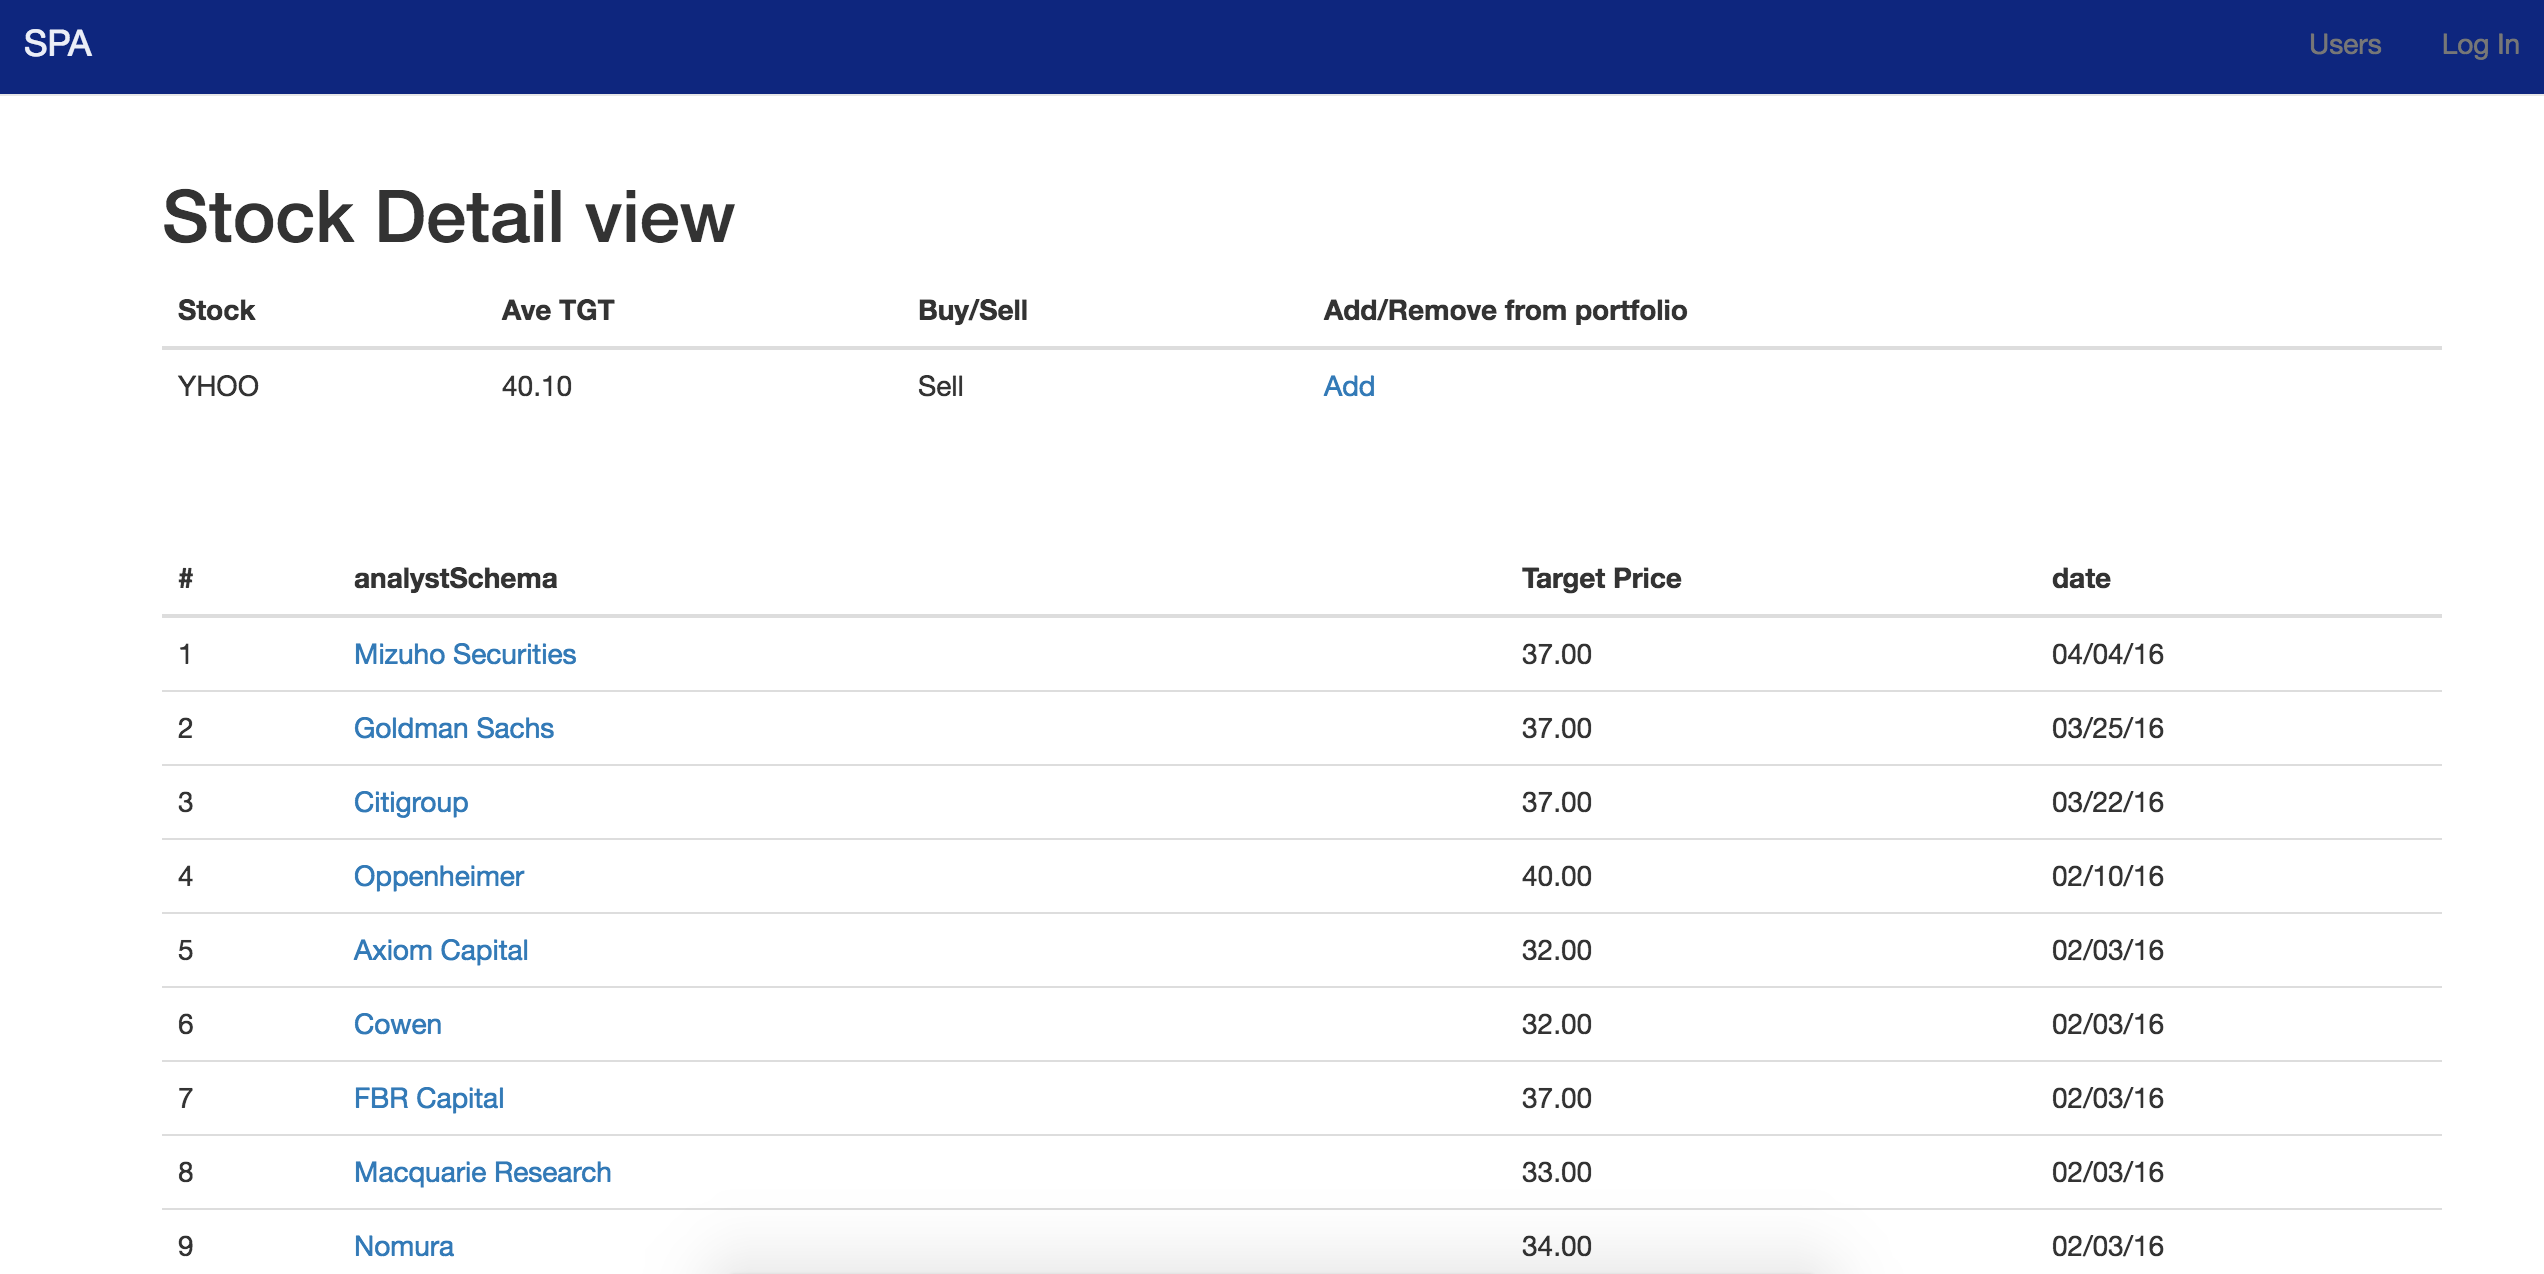 SPA Users Log In
Stock Detail view
Stock Ave TGT Buy/Sell Add/Remove from portfolio
YHOO 40.10 Sell Add
# analystSchema Target Price date
1 Mizuho Securities 37.00 04/04/16
2 Goldman Sachs 37.00 03/25/16
3 Citigroup 37.00 03/22/16
4 Oppenheimer 40.00 02/10/16
5 Axiom Capital 32.00 02/03/16
6 Cowen 32.00 02/03/16
7 FBR Capital 37.00 02/03/16
8 Macquarie Research 33.00 02/03/16
9 Nomura 34.00 02/03/16